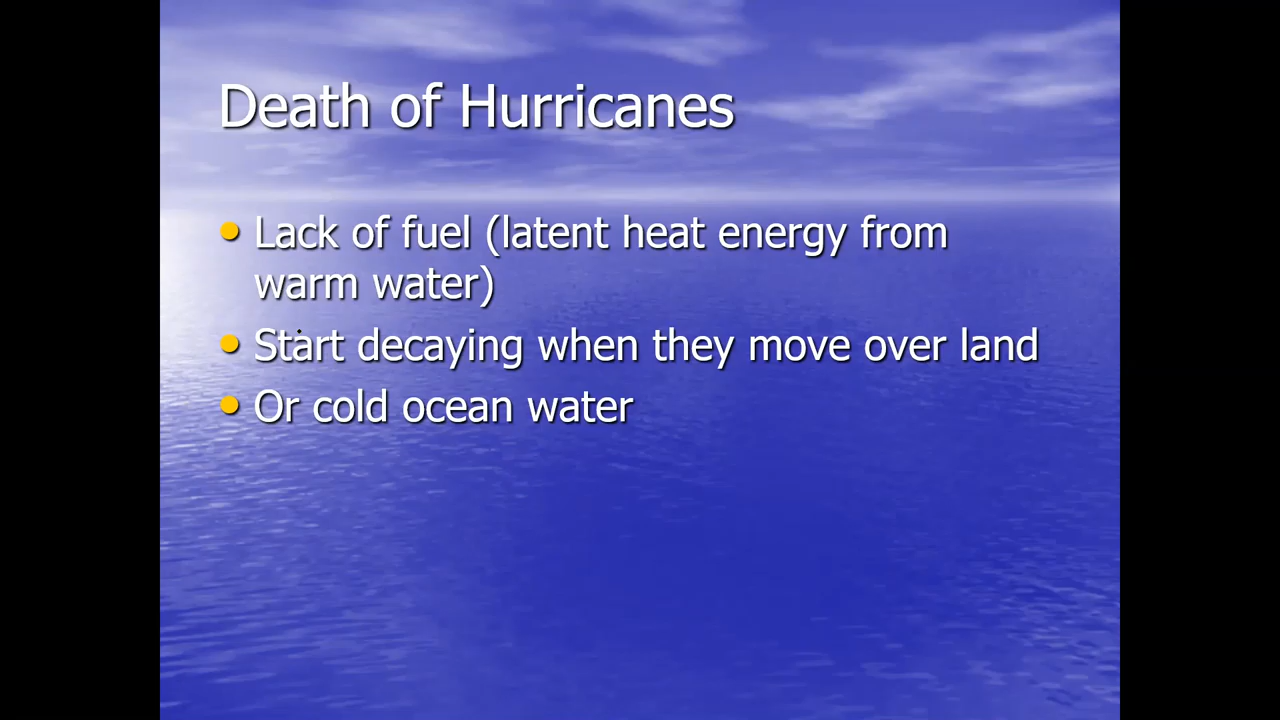 Death of Hurricanes
Lack of fuel (latent heat energy from
warm water)
Start decaying when they move over land
Or cold ocean water